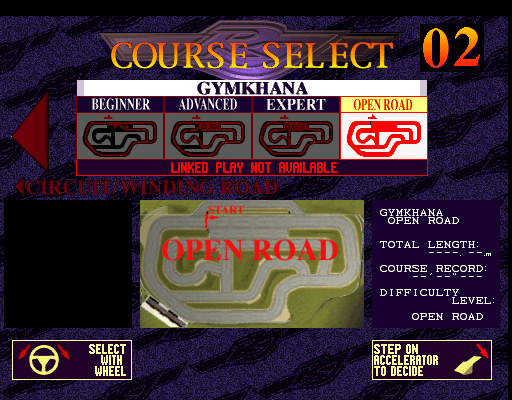 COURSE SELECT
02
GYMKHANA
BEGINNER ADVANCED EXPERT OPEN ROAD
LINKED PLAY NOT AVAILABLE
CIRCUIT/WINDING ROAD
START
OPEN ROAD
GYMKHANA
OPEN ROAD
TOTAL LENGTH:
----.--m
COURSE RECORD:
--'--"---
DIFFICULTY
LEVEL:
OPEN ROAD
SELECT
WITH
WHEEL
STEP ON
ACCELERATOR
TO DECIDE